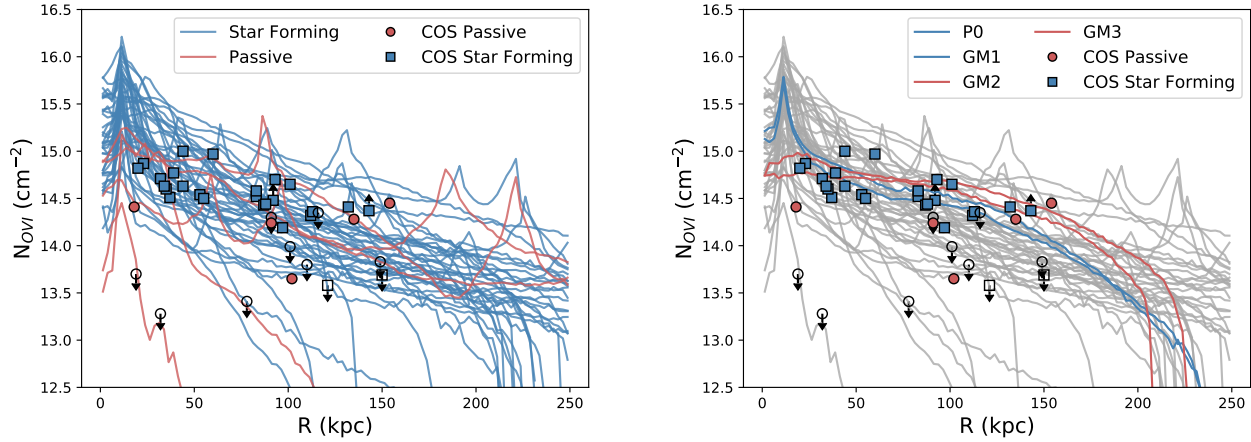 16.5
16.0
15.5
15.0
14.5
14.0
13.5
13.0
12.5
N_OVI (cm⁻²)
Star Forming
Passive
COS Passive
COS Star Forming
0 50 100 150 200 250
R (kpc)
16.5
16.0
15.5
15.0
14.5
14.0
13.5
13.0
12.5
N_OVI (cm⁻²)
P0
GM1
GM2
GM3
COS Passive
COS Star Forming
0 50 100 150 200 250
R (kpc)